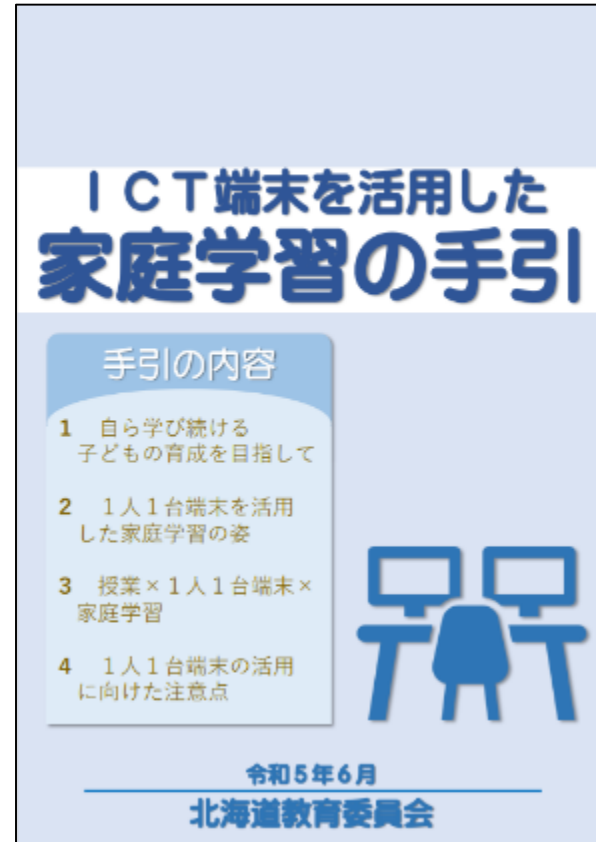 ＩＣＴ端末を活用した
家庭学習の手引
手引の内容
1　自ら学び続ける
子どもの育成を目指して
2　１人１台端末を活用
した家庭学習の姿
3　授業×１人１台端末×
家庭学習
4　１人１台端末の活用
に向けた注意点
令和５年６月
北海道教育委員会